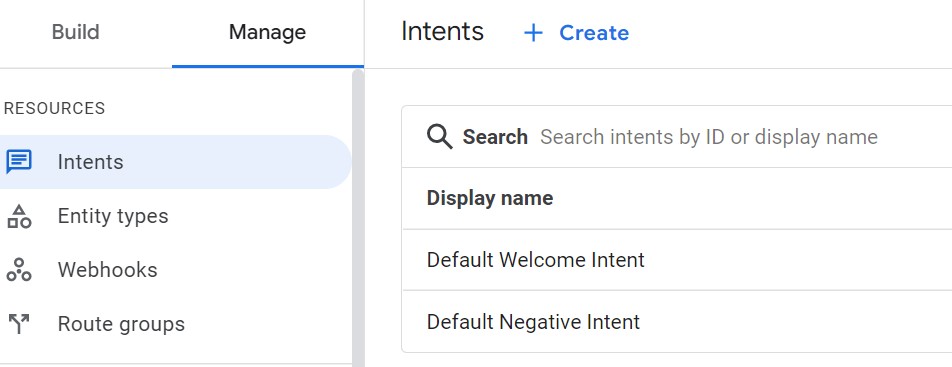 Build
Manage
RESOURCES
Intents
Entity types
Webhooks
Route groups
Intents
+ Create
Search Search intents by ID or display name
Display name
Default Welcome Intent
Default Negative Intent